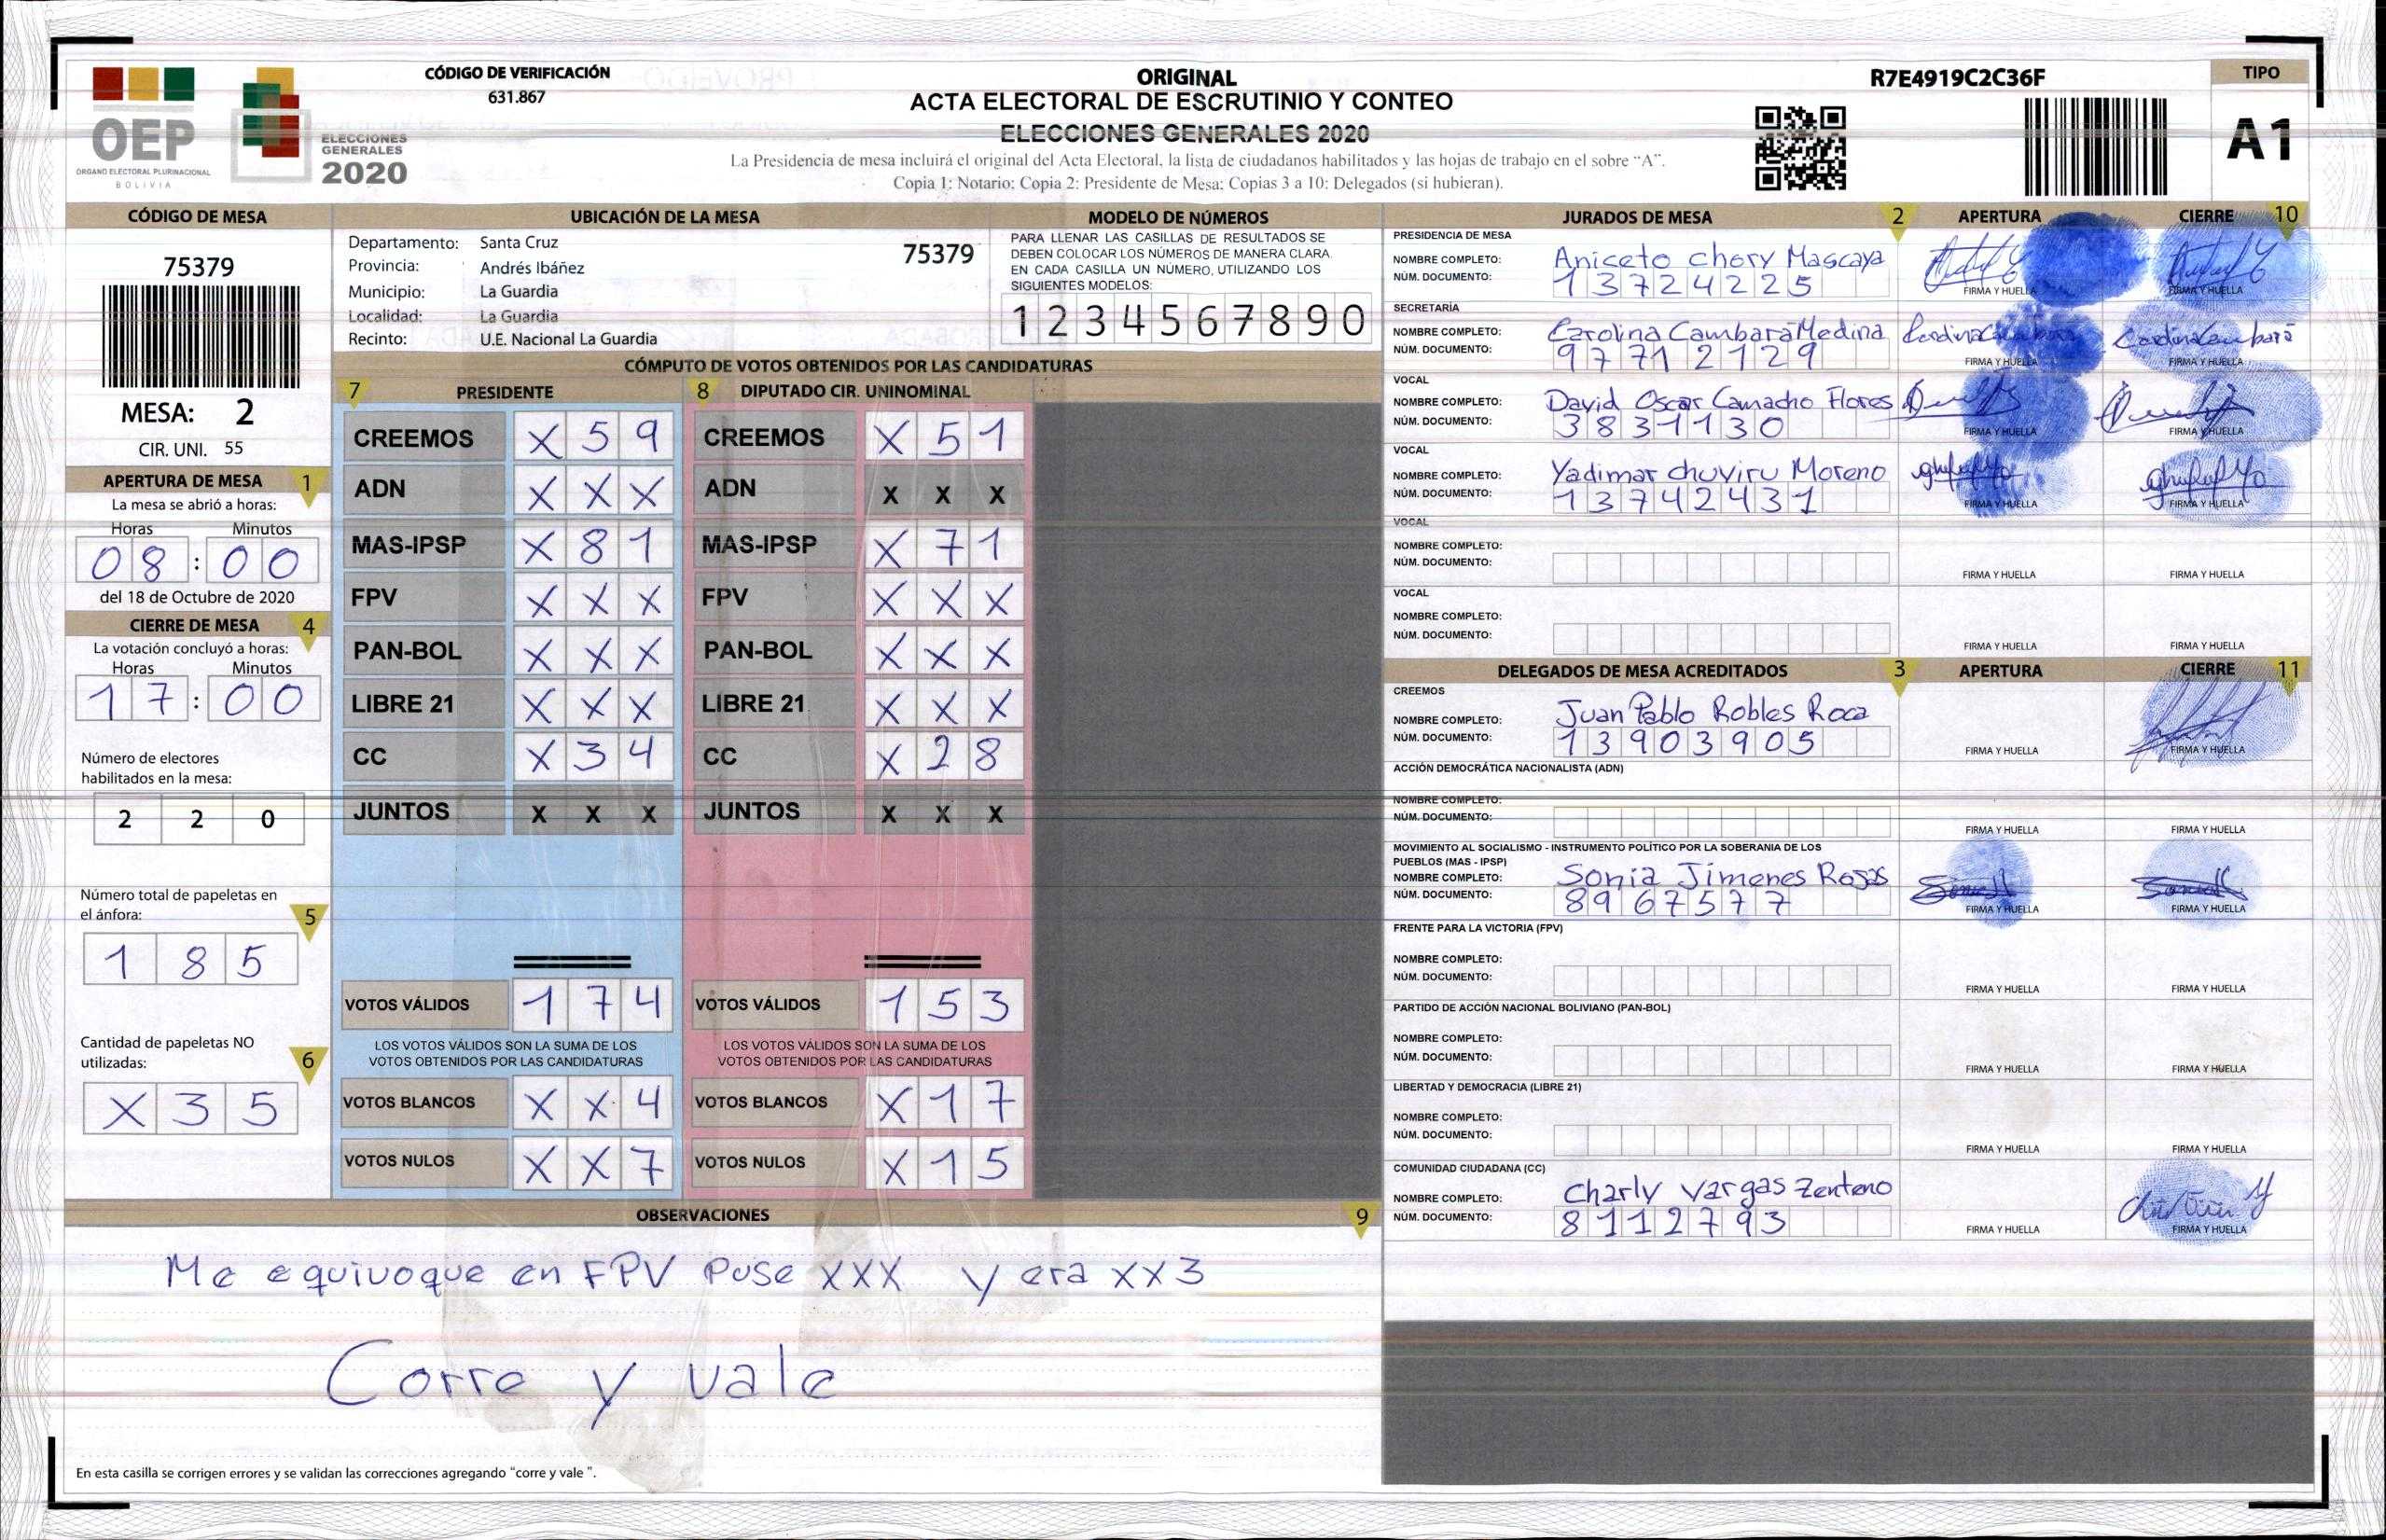 CÓDIGO DE VERIFICACIÓN
631.867
OEP
ORGANO ELECTORAL PLURINACIONAL
BOLIVIA
ELECCIONES
GENERALES
2020
ORIGINAL
ACTA ELECTORAL DE ESCRUTINIO Y CONTEO
ELECCIONES GENERALES 2020
La Presidencia de mesa incluirá el original del Acta Electoral, la lista de ciudadanos habilitados y las hojas de trabajo en el sobre “A”.
Copia 1: Notario; Copia 2: Presidente de Mesa; Copias 3 a 10: Delegados (si hubieran).
R7E4919C2C36F
TIPO
A1
CÓDIGO DE MESA
75379
MESA: 2
CIR. UNI. 55
APERTURA DE MESA 1
La mesa se abrió a horas:
Horas Minutos
08:00
del 18 de Octubre de 2020
CIERRE DE MESA 4
La votación concluyó a horas:
Horas Minutos
17:00
Número de electores
habilitados en la mesa:
2 2 0
Número total de papeletas en
el ánfora: 5
1 8 5
Cantidad de papeletas NO
utilizadas: 6
X 3 5
UBICACIÓN DE LA MESA
Departamento: Santa Cruz 75379
Provincia: Andrés Ibáñez
Municipio: La Guardia
Localidad: La Guardia
Recinto: U.E. Nacional La Guardia
MODELO DE NÚMEROS
PARA LLENAR LAS CASILLAS DE RESULTADOS SE
DEBEN COLOCAR LOS NÚMEROS DE MANERA CLARA.
EN CADA CASILLA UN NÚMERO, UTILIZANDO LOS
SIGUIENTES MODELOS:
1 2 3 4 5 6 7 8 9 0
CÓMPUTO DE VOTOS OBTENIDOS POR LAS CANDIDATURAS
7 PRESIDENTE 8 DIPUTADO CIR. UNINOMINAL
CREEMOS X 5 9 CREEMOS X 5 1
ADN X X X ADN X X X
MAS-IPSP X 8 1 MAS-IPSP X 7 1
FPV X X X FPV X X X
PAN-BOL X X X PAN-BOL X X X
LIBRE 21 X X X LIBRE 21 X X X
CC X 3 4 CC X 2 8
JUNTOS X X X JUNTOS X X X
VOTOS VÁLIDOS 1 7 4 VOTOS VÁLIDOS 1 5 3
LOS VOTOS VÁLIDOS SON LA SUMA DE LOS LOS VOTOS VÁLIDOS SON LA SUMA DE LOS
VOTOS OBTENIDOS POR LAS CANDIDATURAS VOTOS OBTENIDOS POR LAS CANDIDATURAS
VOTOS BLANCOS X X 4 VOTOS BLANCOS X 1 7
VOTOS NULOS X X 7 VOTOS NULOS X 1 5
OBSERVACIONES 9
Me equivoque en FPV Puse XXX y era XX3
Corre y vale
En esta casilla se corrigen errores y se validan las correcciones agregando “corre y vale ”.
JURADOS DE MESA 2 APERTURA CIERRE 10
PRESIDENCIA DE MESA
NOMBRE COMPLETO: Aniceto chory Mascaya
NÚM. DOCUMENTO: 13724225
FIRMA Y HUELLA FIRMA Y HUELLA
SECRETARÍA
NOMBRE COMPLETO: Carolina Cambará Medina
NÚM. DOCUMENTO: 97712129
FIRMA Y HUELLA FIRMA Y HUELLA
VOCAL
NOMBRE COMPLETO: David Oscar Camacho Flores
NÚM. DOCUMENTO: 3831130
FIRMA Y HUELLA FIRMA Y HUELLA
VOCAL
NOMBRE COMPLETO: Yadimar chuviru Moreno
NÚM. DOCUMENTO: 13742431
FIRMA Y HUELLA FIRMA Y HUELLA
VOCAL
NOMBRE COMPLETO:
NÚM. DOCUMENTO:
FIRMA Y HUELLA FIRMA Y HUELLA
VOCAL
NOMBRE COMPLETO:
NÚM. DOCUMENTO:
FIRMA Y HUELLA FIRMA Y HUELLA
DELEGADOS DE MESA ACREDITADOS 3 APERTURA CIERRE 11
CREEMOS
NOMBRE COMPLETO: Juan Pablo Robles Roca
NÚM. DOCUMENTO: 13903905
FIRMA Y HUELLA FIRMA Y HUELLA
ACCIÓN DEMOCRÁTICA NACIONALISTA (ADN)
NOMBRE COMPLETO:
NÚM. DOCUMENTO:
FIRMA Y HUELLA FIRMA Y HUELLA
MOVIMIENTO AL SOCIALISMO - INSTRUMENTO POLÍTICO POR LA SOBERANIA DE LOS
PUEBLOS (MAS - IPSP)
NOMBRE COMPLETO: Sonia Jimenes Rojas
NÚM. DOCUMENTO: 8967577
FIRMA Y HUELLA FIRMA Y HUELLA
FRENTE PARA LA VICTORIA (FPV)
NOMBRE COMPLETO:
NÚM. DOCUMENTO:
FIRMA Y HUELLA FIRMA Y HUELLA
PARTIDO DE ACCIÓN NACIONAL BOLIVIANO (PAN-BOL)
NOMBRE COMPLETO:
NÚM. DOCUMENTO:
FIRMA Y HUELLA FIRMA Y HUELLA
LIBERTAD Y DEMOCRACIA (LIBRE 21)
NOMBRE COMPLETO:
NÚM. DOCUMENTO:
FIRMA Y HUELLA FIRMA Y HUELLA
COMUNIDAD CIUDADANA (CC)
NOMBRE COMPLETO: Charly Vargas Zenteno
NÚM. DOCUMENTO: 8112793
FIRMA Y HUELLA FIRMA Y HUELLA